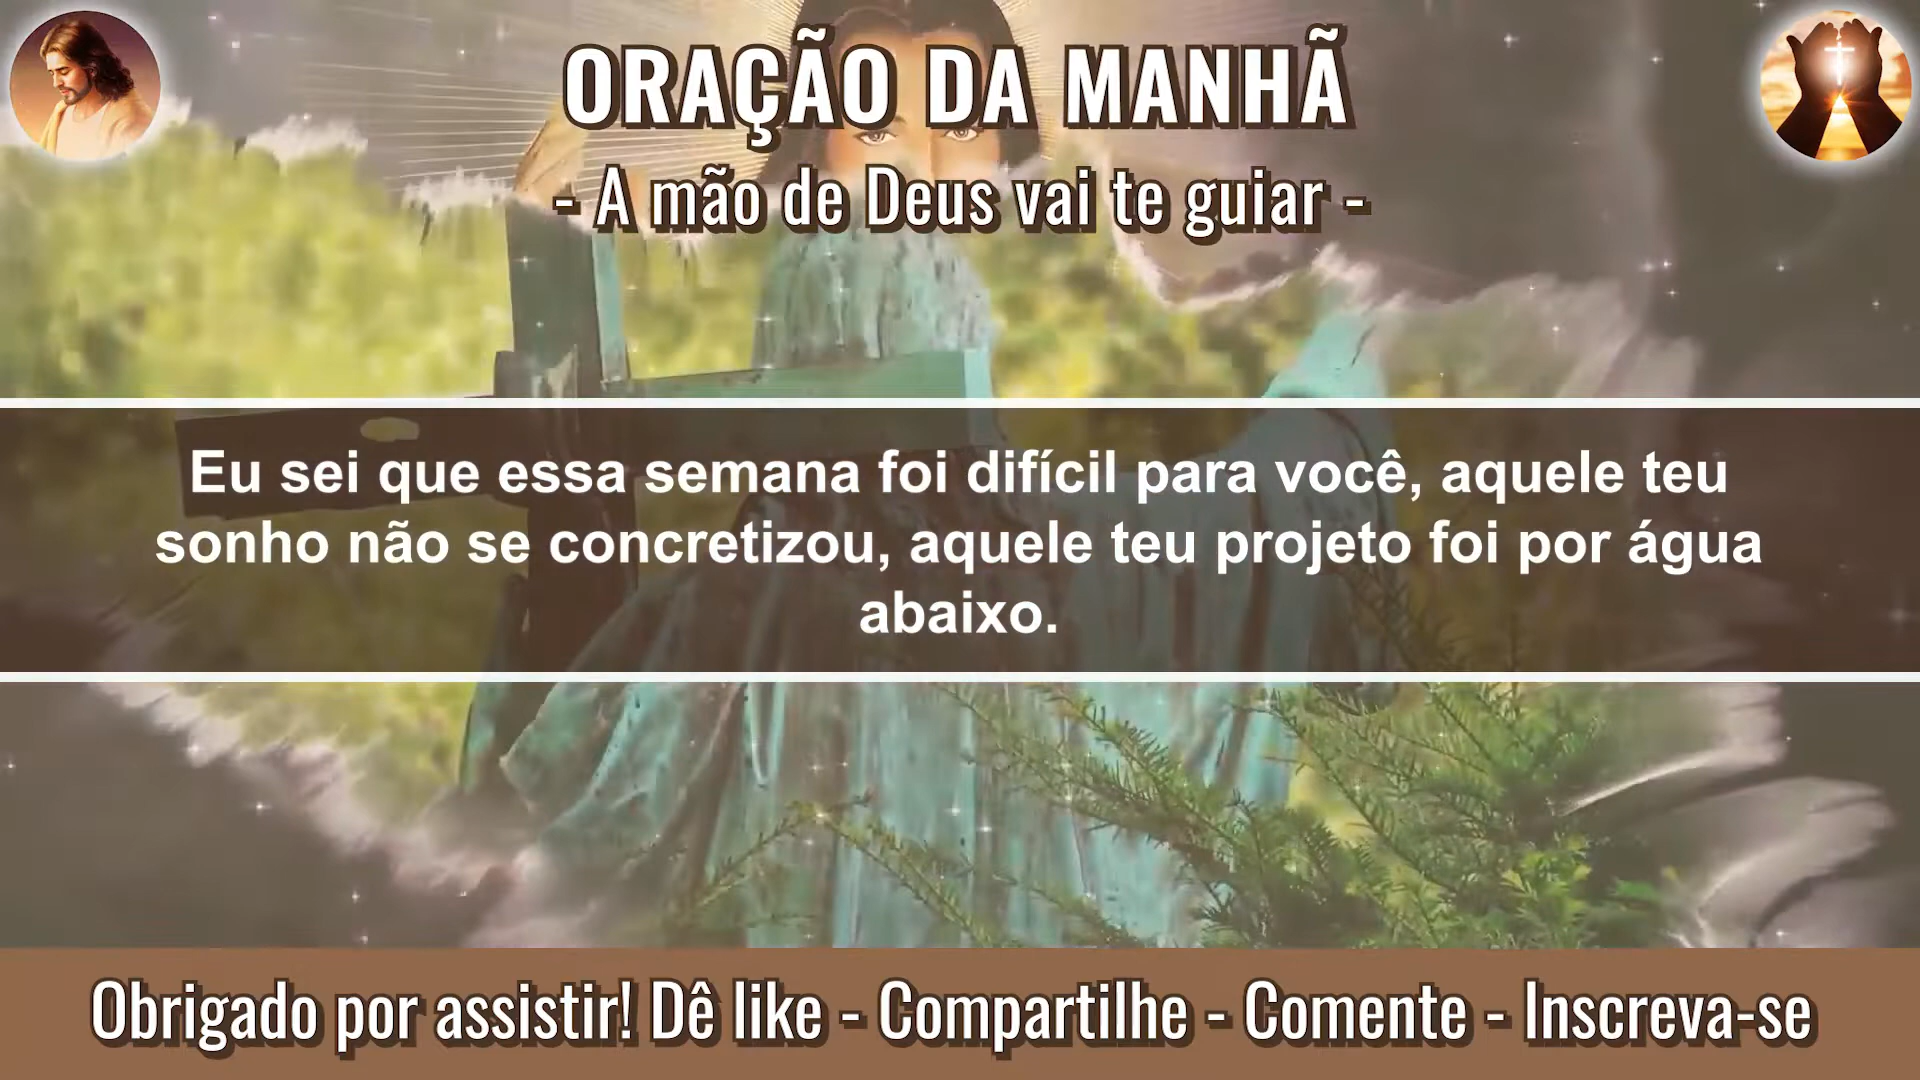 ORAÇÃO DA MANHÃ
- A mão de Deus vai te guiar -
Eu sei que essa semana foi difícil para você, aquele teu
sonho não se concretizou, aquele teu projeto foi por água
abaixo.
Obrigado por assistir! Dê like - Compartilhe - Comente - Inscreva-se